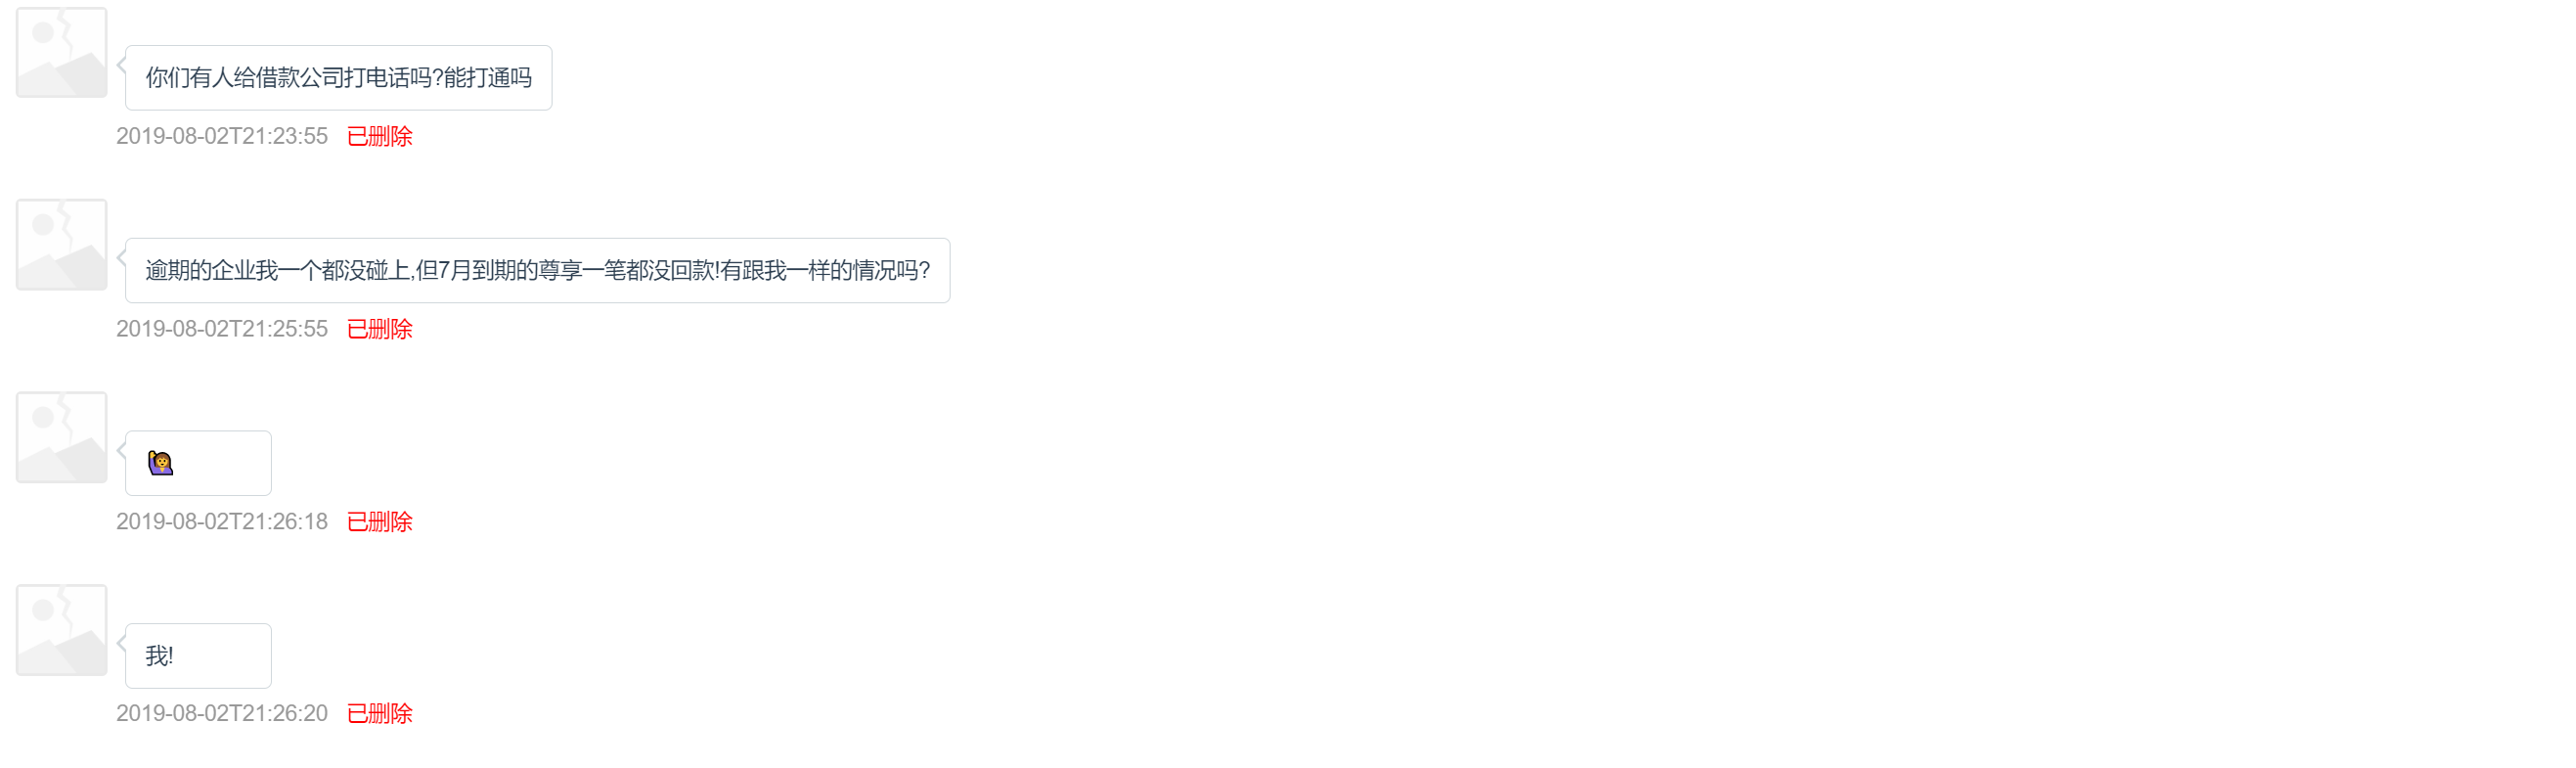 你们有人给借款公司打电话吗?能打通吗
2019-08-02T21:23:55 已删除
逾期的企业我一个都没碰上,但7月到期的尊享一笔都没回款!有跟我一样的情况吗?
2019-08-02T21:25:55 已删除
🙋
2019-08-02T21:26:18 已删除
我!
2019-08-02T21:26:20 已删除